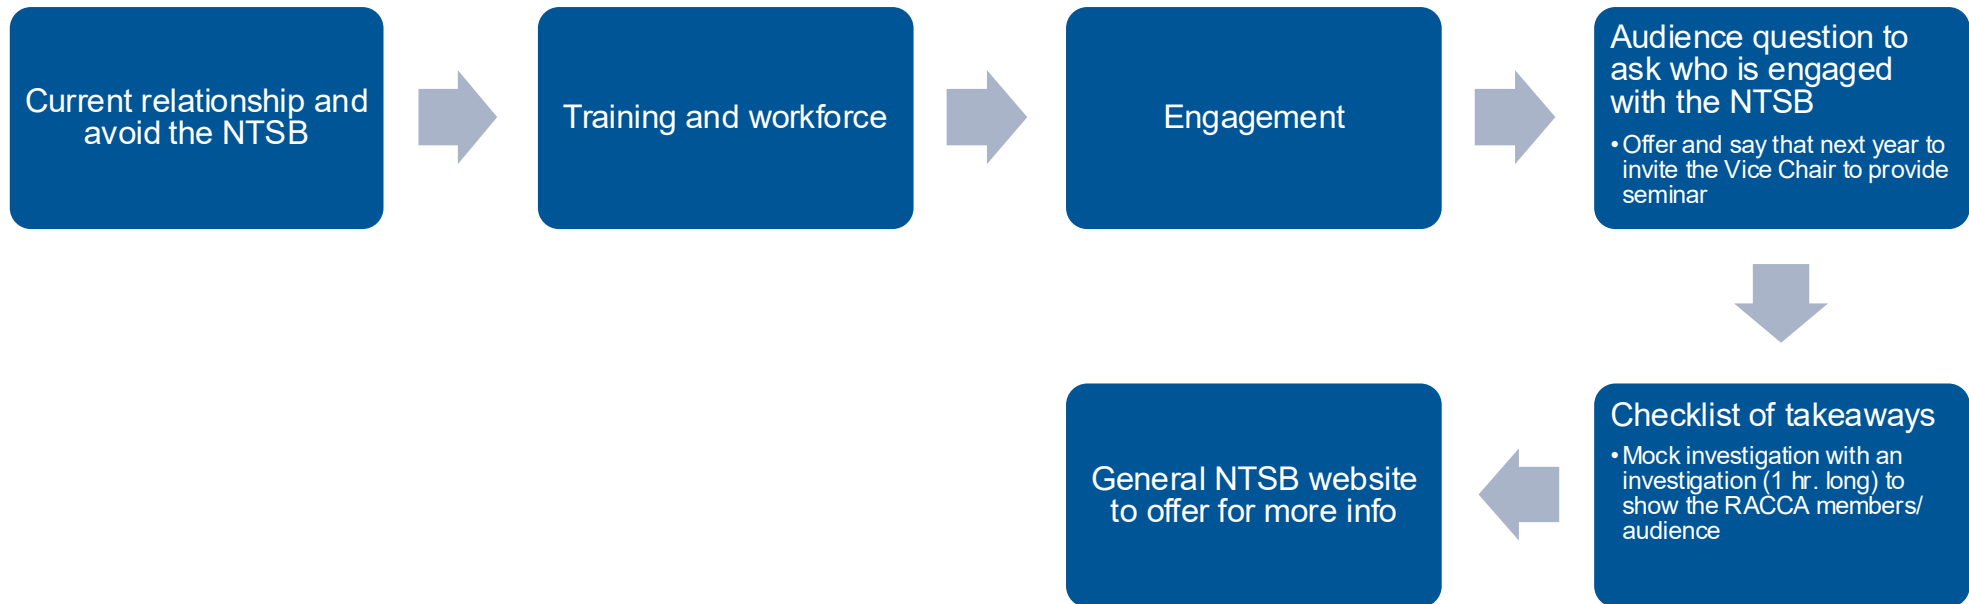 Current relationship and
avoid the NTSB
Training and workforce
Engagement
Audience question to
ask who is engaged
with the NTSB
• Offer and say that next year to
invite the Vice Chair to provide
seminar
Checklist of takeaways
• Mock investigation with an
investigation (1 hr. long) to
show the RACCA members/
audience
General NTSB website
to offer for more info